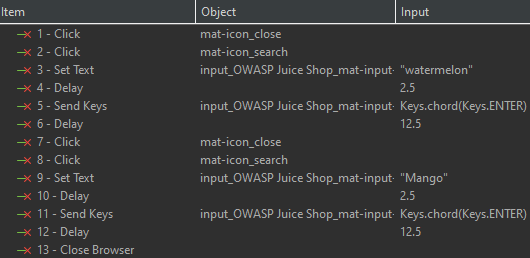 Item Object Input
1 - Click mat-icon_close
2 - Click mat-icon_search
3 - Set Text input_OWASP Juice Shop_mat-input- "watermelon"
4 - Delay 2.5
5 - Send Keys input_OWASP Juice Shop_mat-input- Keys.chord(Keys.ENTER)
6 - Delay 12.5
7 - Click mat-icon_close
8 - Click mat-icon_search
9 - Set Text input_OWASP Juice Shop_mat-input- "Mango"
10 - Delay 2.5
11 - Send Keys input_OWASP Juice Shop_mat-input- Keys.chord(Keys.ENTER)
12 - Delay 12.5
13 - Close Browser